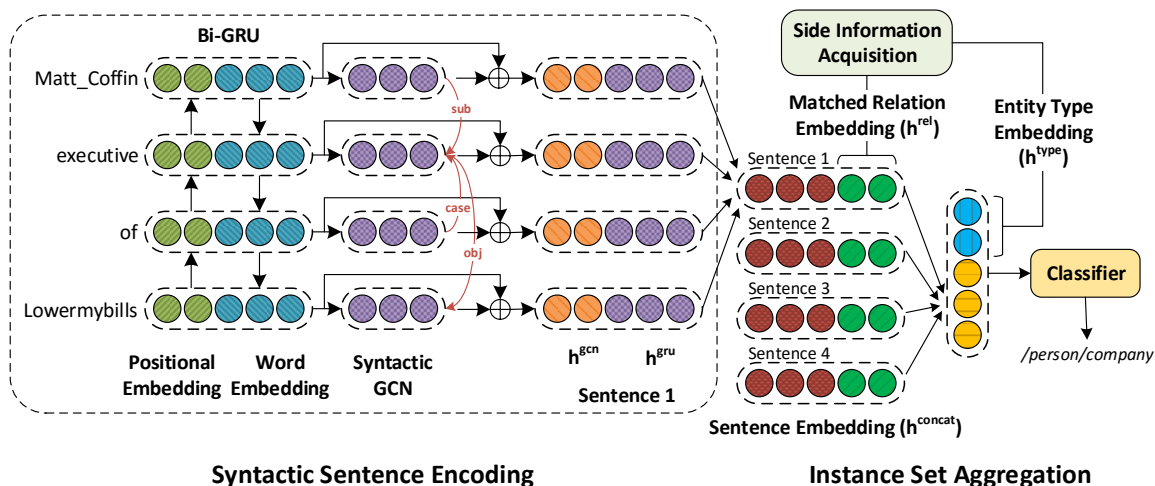 Bi-GRU
Matt_Coffin
executive
of
Lowermybills
sub
case
obj
Positional
Embedding
Word
Embedding
Syntactic
GCN
h^gcn
h^gru
Sentence 1
Syntactic Sentence Encoding
Side Information
Acquisition
Matched Relation
Embedding (h^rel)
Entity Type
Embedding
(h^type)
Sentence 1
Sentence 2
Sentence 3
Sentence 4
Sentence Embedding (h^concat)
Classifier
/person/company
Instance Set Aggregation